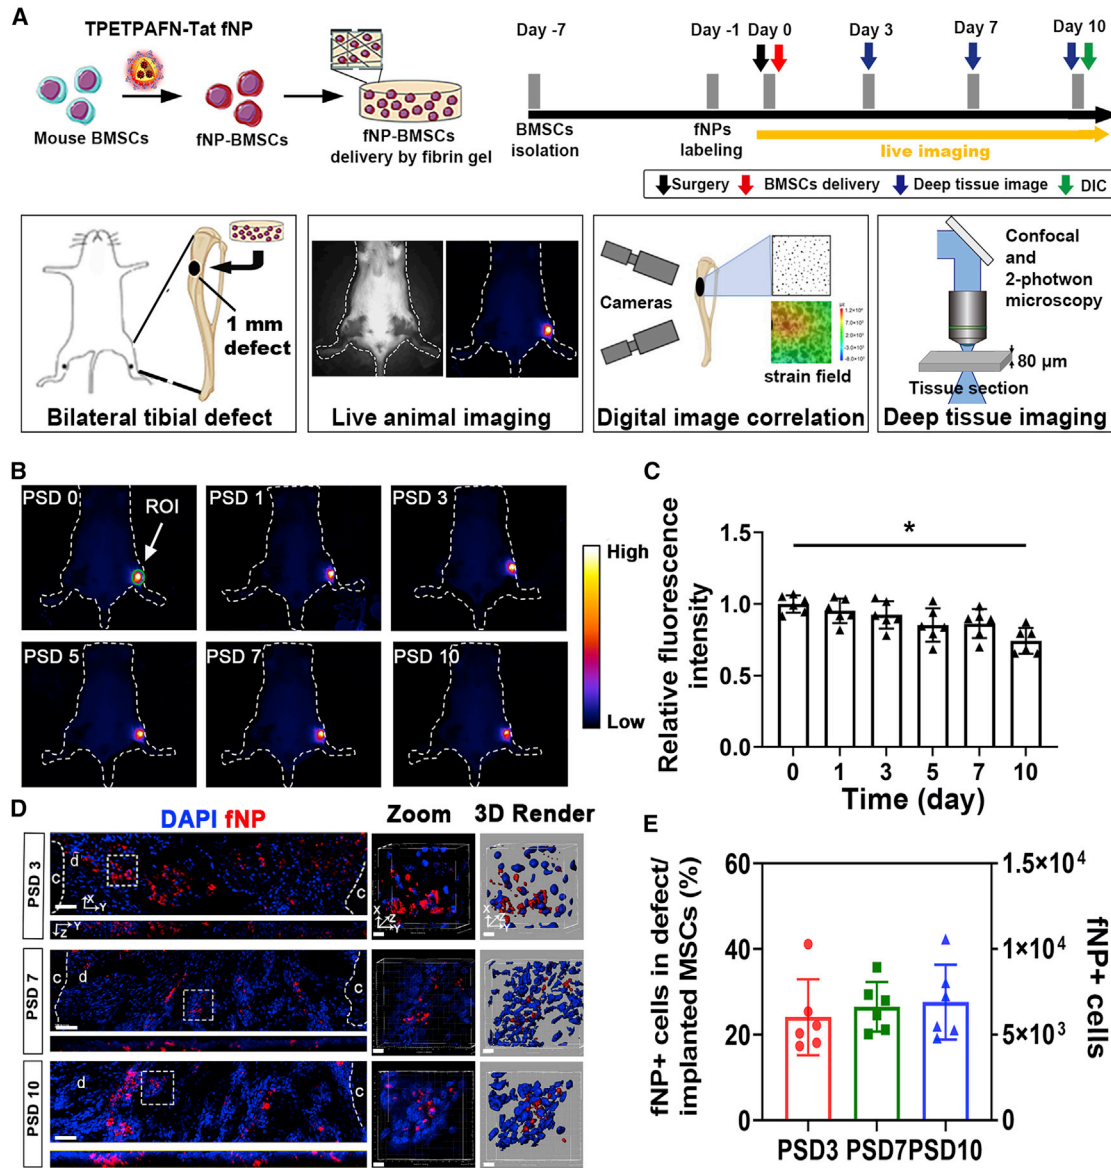 A
TPETPAFN-Tat fNP
Mouse BMSCs
fNP-BMSCs
fNP-BMSCs
delivery by fibrin gel
Day -7
Day -1
Day 0
Day 3
Day 7
Day 10
BMSCs
isolation
fNPs
labeling
live imaging
Surgery
BMSCs delivery
Deep tissue image
DIC
1 mm
defect
Bilateral tibial defect
Live animal imaging
Cameras
strain field
Digital image correlation
Confocal
and
2-photwon
microscopy
80 μm
Tissue section
Deep tissue imaging
B
PSD 0
ROI
PSD 1
PSD 3
PSD 5
PSD 7
PSD 10
High
Low
C
Relative fluorescence
intensity
1.5
1.0
0.5
0.0
*
0
1
3
5
7
10
Time (day)
D
DAPI fNP
Zoom
3D Render
PSD 3
c
d
c
X
Y
Y
Z
X
Z
Y
X
Z
Y
PSD 7
c
d
c
PSD 10
d
c
E
fNP+ cells in defect/
implanted MSCs (%)
60
40
20
0
1.5×10⁴
1×10⁴
5×10³
0
fNP+ cells
PSD3
PSD7
PSD10